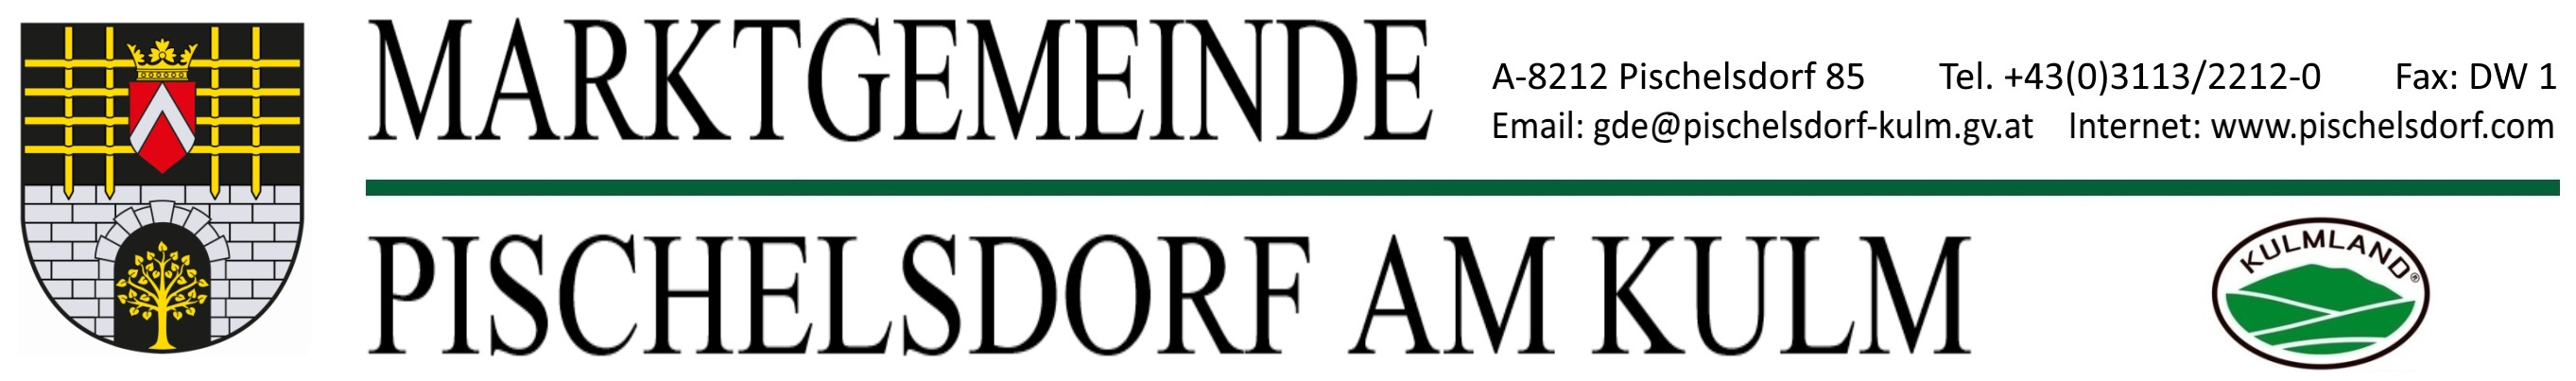 MARKTGEMEINDE
A-8212 Pischelsdorf 85 Tel. +43(0)3113/2212-0 Fax: DW 1
Email: gde@pischelsdorf-kulm.gv.at Internet: www.pischelsdorf.com
PISCHELSDORF AM KULM
KULMLAND®